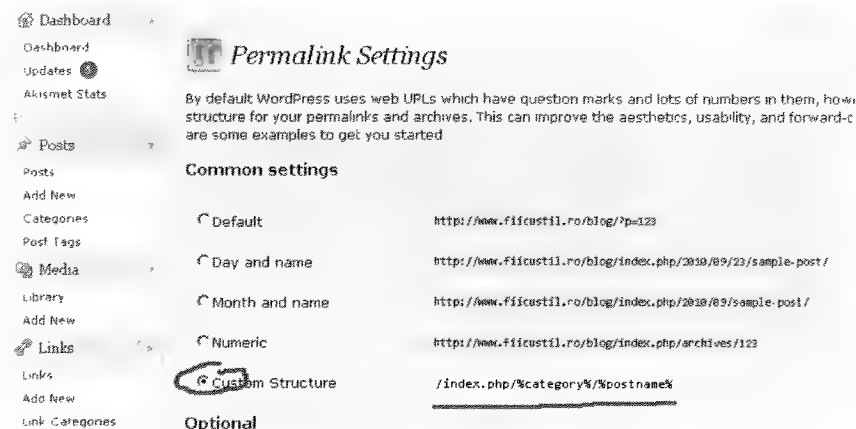 Dashboard
Dashboard
Updates
Akismet Stats
Posts
Posts
Add New
Categories
Post Tags
Media
Library
Add New
Links
Links
Add New
Link Categories
Permalink Settings
By default WordPress uses web URLs which have question marks and lots of numbers in them,
structure for your permalinks and archives. This can improve the aesthetics, usability, and
are some examples to get you started
Common settings
Default http://www.fiicustil.ro/blog/?p=123
Day and name http://www.fiicustil.ro/blog/index.php/2010/09/23/sample-post/
Month and name http://www.fiicustil.ro/blog/index.php/2010/09/sample-post/
Numeric http://www.fiicustil.ro/blog/index.php/archives/123
Custom Structure /index.php/%category%/%postname%
Optional